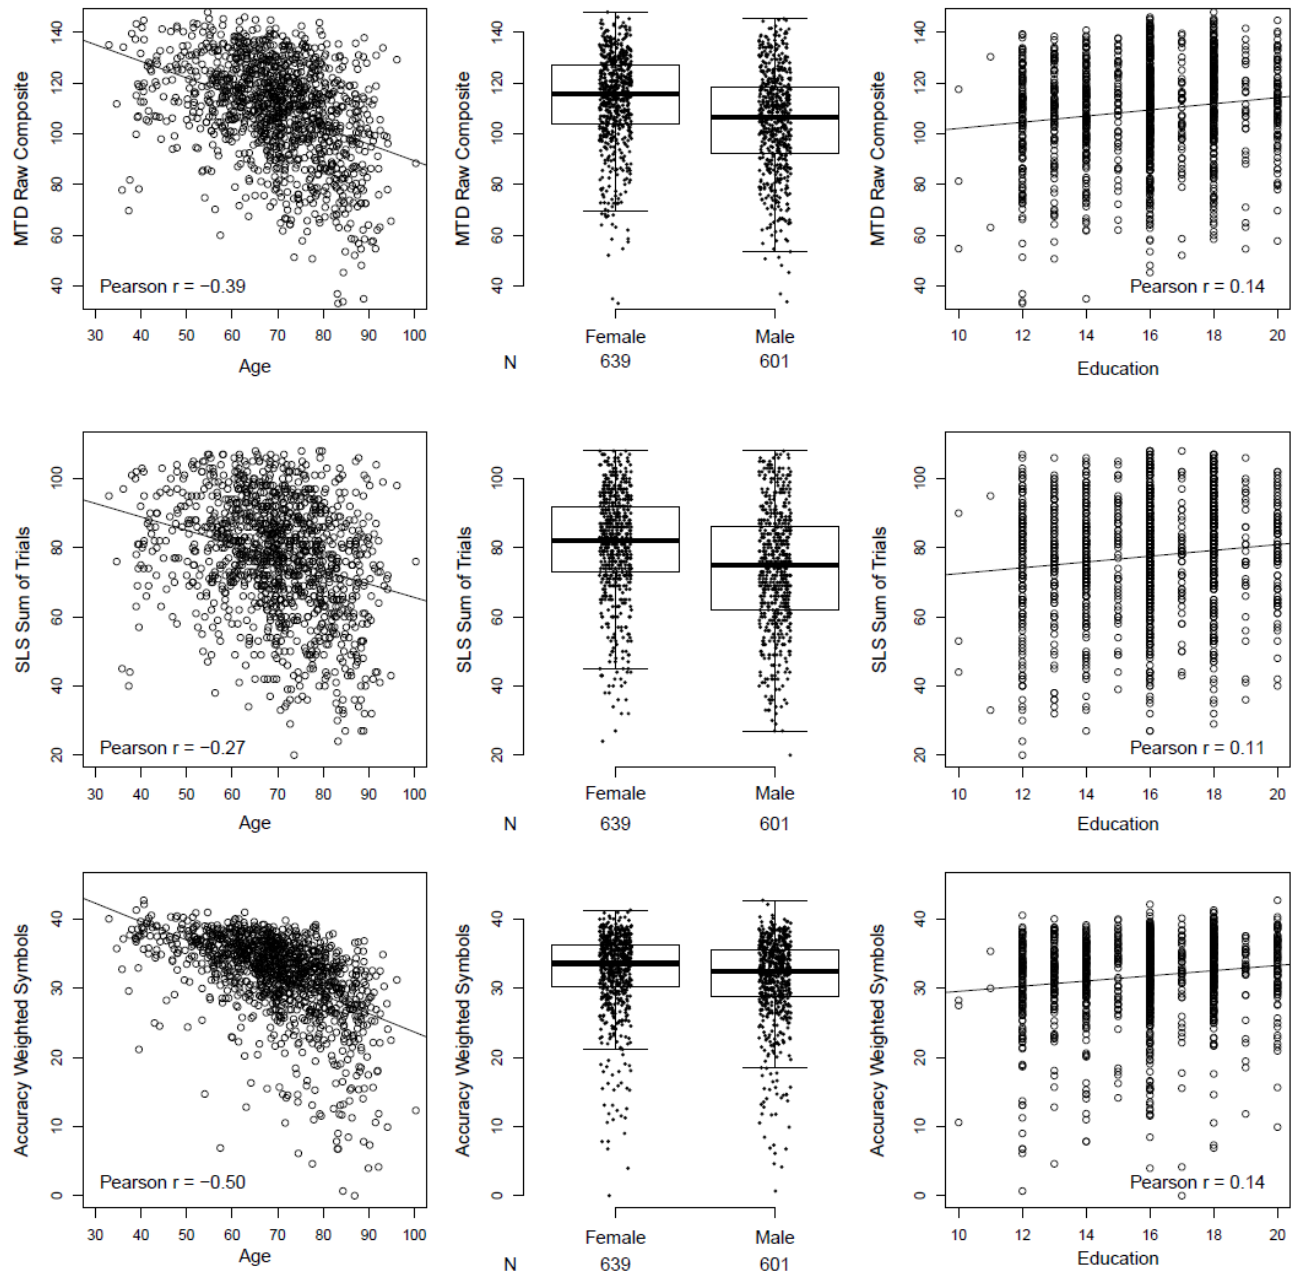 MTD Raw Composite
40 60 80 100 120 140
Pearson r = −0.39
30 40 50 60 70 80 90 100
Age
MTD Raw Composite
40 60 80 100 120 140
Female Male
N 639 601
MTD Raw Composite
40 60 80 100 120 140
Pearson r = 0.14
10 12 14 16 18 20
Education
SLS Sum of Trials
20 40 60 80 100
Pearson r = −0.27
30 40 50 60 70 80 90 100
Age
SLS Sum of Trials
20 40 60 80 100
Female Male
N 639 601
SLS Sum of Trials
20 40 60 80 100
Pearson r = 0.11
10 12 14 16 18 20
Education
Accuracy Weighted Symbols
0 10 20 30 40
Pearson r = −0.50
30 40 50 60 70 80 90 100
Age
Accuracy Weighted Symbols
0 10 20 30 40
Female Male
N 639 601
Accuracy Weighted Symbols
0 10 20 30 40
Pearson r = 0.14
10 12 14 16 18 20
Education